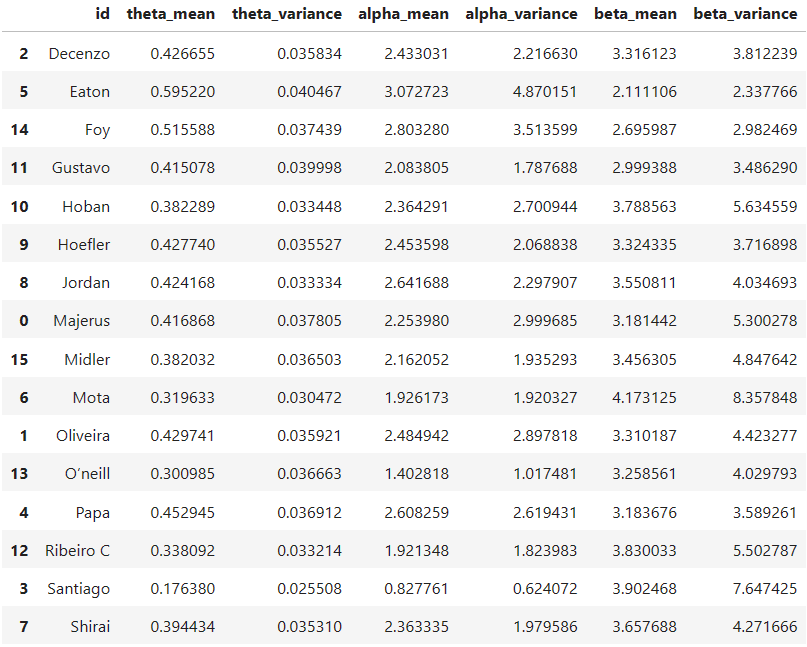 id theta_mean theta_variance alpha_mean alpha_variance beta_mean beta_variance
2 Decenzo 0.426655 0.035834 2.433031 2.216630 3.316123 3.812239
5 Eaton 0.595220 0.040467 3.072723 4.870151 2.111106 2.337766
14 Foy 0.515588 0.037439 2.803280 3.513599 2.695987 2.982469
11 Gustavo 0.415078 0.039998 2.083805 1.787688 2.999388 3.486290
10 Hoban 0.382289 0.033448 2.364291 2.700944 3.788563 5.634559
9 Hoefler 0.427740 0.035527 2.453598 2.068838 3.324335 3.716898
8 Jordan 0.424168 0.033334 2.641688 2.297907 3.550811 4.034693
0 Majerus 0.416868 0.037805 2.253980 2.999685 3.181442 5.300278
15 Midler 0.382032 0.036503 2.162052 1.935293 3.456305 4.847642
6 Mota 0.319633 0.030472 1.926173 1.920327 4.173125 8.357848
1 Oliveira 0.429741 0.035921 2.484942 2.897818 3.310187 4.423277
13 O’neill 0.300985 0.036663 1.402818 1.017481 3.258561 4.029793
4 Papa 0.452945 0.036912 2.608259 2.619431 3.183676 3.589261
12 Ribeiro C 0.338092 0.033214 1.921348 1.823983 3.830033 5.502787
3 Santiago 0.176380 0.025508 0.827761 0.624072 3.902468 7.647425
7 Shirai 0.394434 0.035310 2.363335 1.979586 3.657688 4.271666